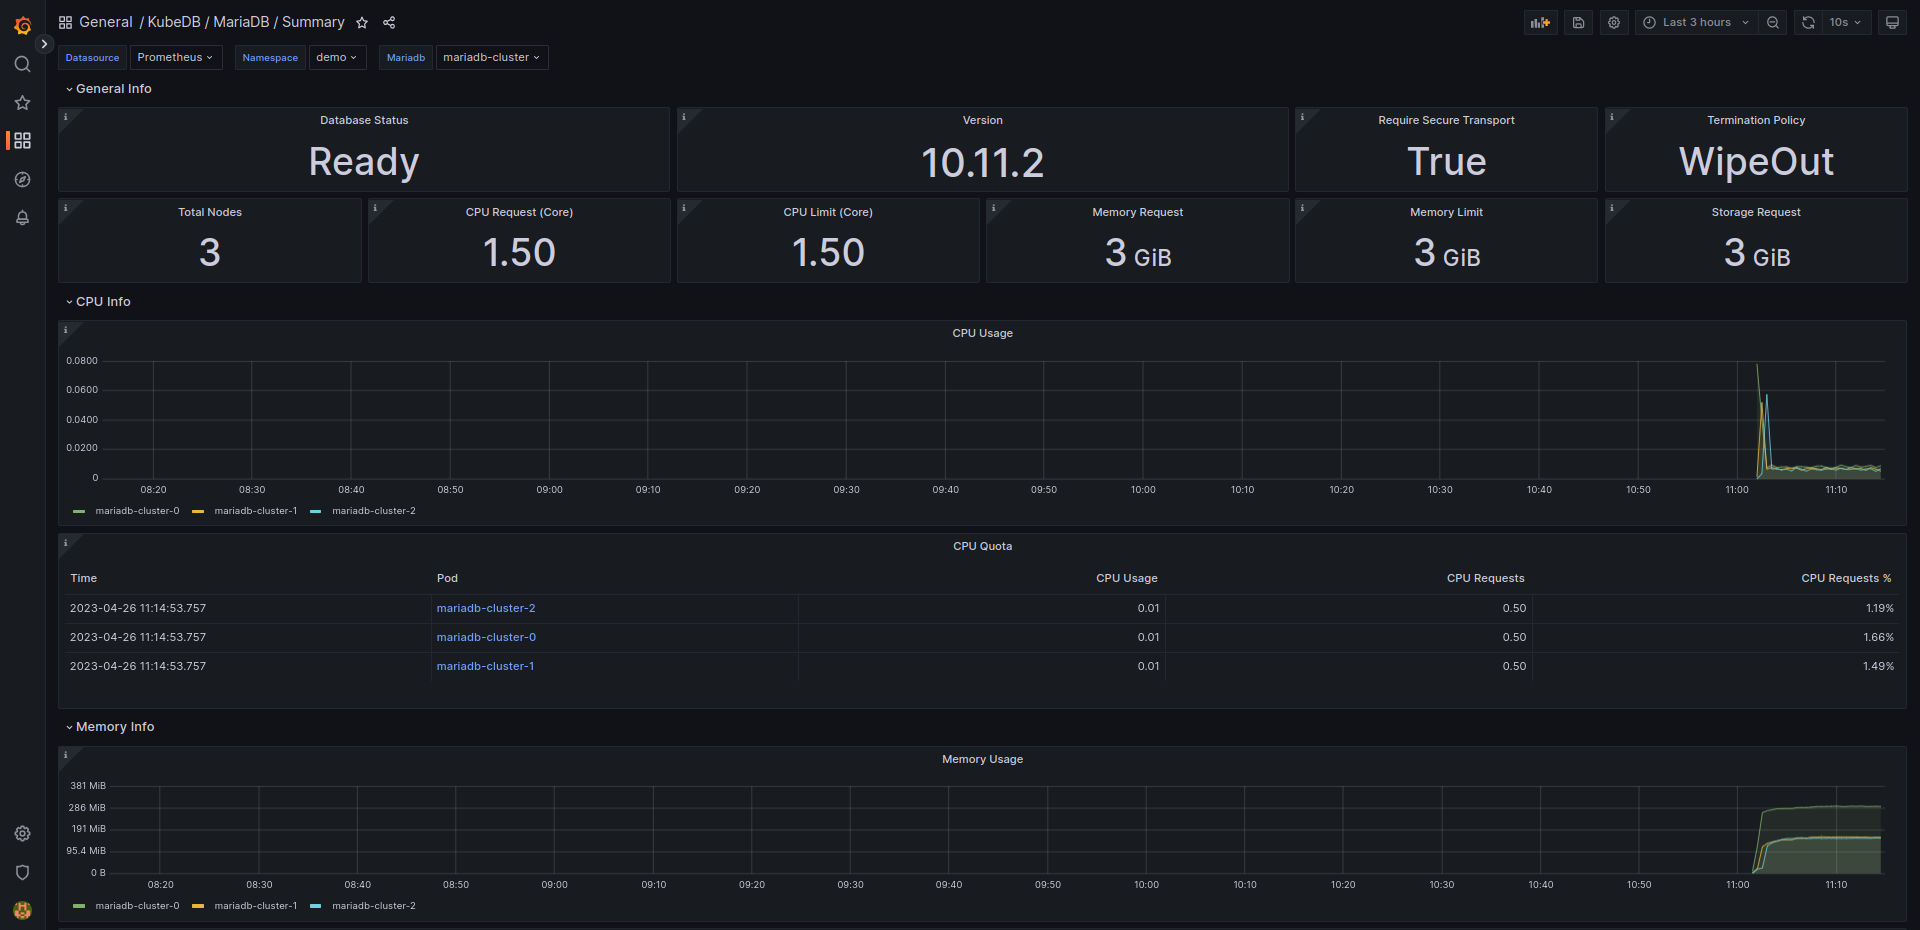 General / KubeDB / MariaDB / Summary
Last 3 hours
10s
Datasource Prometheus Namespace demo Mariadb mariadb-cluster
General Info
Database Status
Ready
Version
10.11.2
Require Secure Transport
True
Termination Policy
WipeOut
Total Nodes
3
CPU Request (Core)
1.50
CPU Limit (Core)
1.50
Memory Request
3 GiB
Memory Limit
3 GiB
Storage Request
3 GiB
CPU Info
CPU Usage
0.0800
0.0600
0.0400
0.0200
0
08:20 08:30 08:40 08:50 09:00 09:10 09:20 09:30 09:40 09:50 10:00 10:10 10:20 10:30 10:40 10:50 11:00 11:10
mariadb-cluster-0 mariadb-cluster-1 mariadb-cluster-2
CPU Quota
Time Pod CPU Usage CPU Requests CPU Requests %
2023-04-26 11:14:53.757 mariadb-cluster-2 0.01 0.50 1.19%
2023-04-26 11:14:53.757 mariadb-cluster-0 0.01 0.50 1.66%
2023-04-26 11:14:53.757 mariadb-cluster-1 0.01 0.50 1.49%
Memory Info
Memory Usage
381 MiB
286 MiB
191 MiB
95.4 MiB
0 B
08:20 08:30 08:40 08:50 09:00 09:10 09:20 09:30 09:40 09:50 10:00 10:10 10:20 10:30 10:40 10:50 11:00 11:10
mariadb-cluster-0 mariadb-cluster-1 mariadb-cluster-2